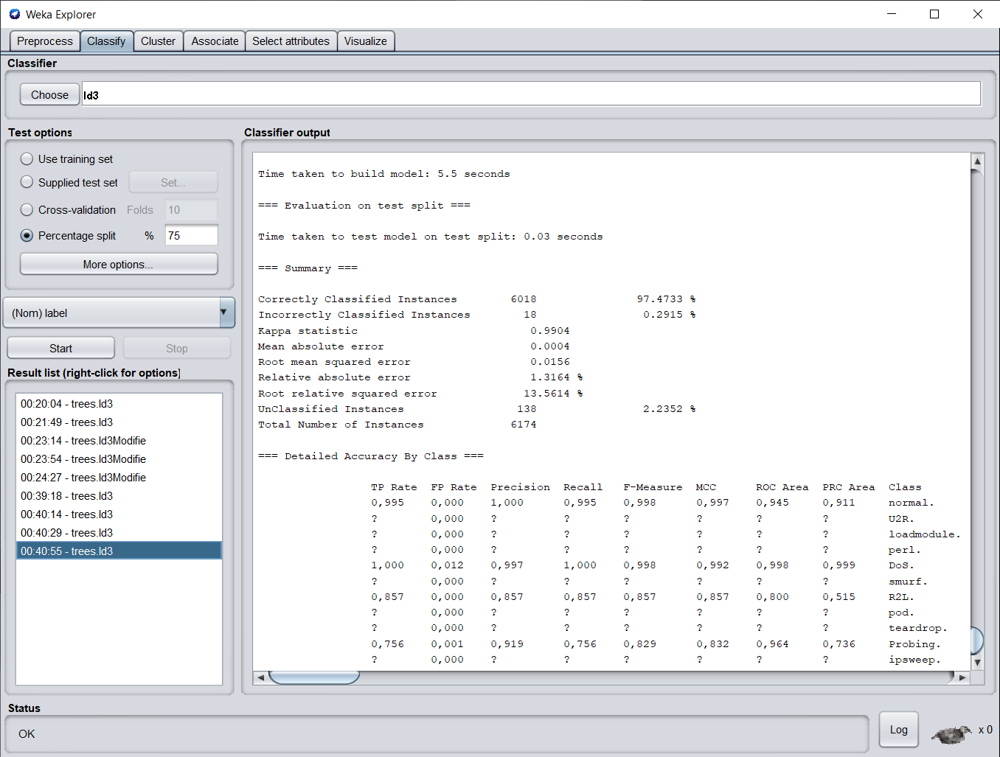 Weka Explorer
Preprocess Classify Cluster Associate Select attributes Visualize
Classifier
Choose Id3
Test options
Use training set
Supplied test set Set...
Cross-validation Folds 10
Percentage split % 75
More options...
(Nom) label
Start Stop
Result list (right-click for options)
00:20:04 - trees.Id3
00:21:49 - trees.Id3
00:23:14 - trees.Id3Modifie
00:23:54 - trees.Id3Modifie
00:24:27 - trees.Id3Modifie
00:39:18 - trees.Id3
00:40:14 - trees.Id3
00:40:29 - trees.Id3
00:40:55 - trees.Id3
Classifier output
Time taken to build model: 5.5 seconds
=== Evaluation on test split ===
Time taken to test model on test split: 0.03 seconds
=== Summary ===
Correctly Classified Instances 6018 97.4733 %
Incorrectly Classified Instances 18 0.2915 %
Kappa statistic 0.9904
Mean absolute error 0.0004
Root mean squared error 0.0156
Relative absolute error 1.3164 %
Root relative squared error 13.5614 %
UnClassified Instances 138 2.2352 %
Total Number of Instances 6174
=== Detailed Accuracy By Class ===
TP Rate FP Rate Precision Recall F-Measure MCC ROC Area PRC Area Class
0,995 0,000 1,000 0,995 0,998 0,997 0,945 0,911 normal.
? 0,000 ? ? ? ? ? ? U2R.
? 0,000 ? ? ? ? ? ? loadmodule.
? 0,000 ? ? ? ? ? ? perl.
1,000 0,012 0,997 1,000 0,998 0,992 0,998 0,999 DoS.
? 0,000 ? ? ? ? ? ? smurf.
0,857 0,000 0,857 0,857 0,857 0,857 0,800 0,515 R2L.
? 0,000 ? ? ? ? ? ? pod.
? 0,000 ? ? ? ? ? ? teardrop.
0,756 0,001 0,919 0,756 0,829 0,832 0,964 0,736 Probing.
? 0,000 ? ? ? ? ? ? ipsweep.
Status
OK
Log x 0